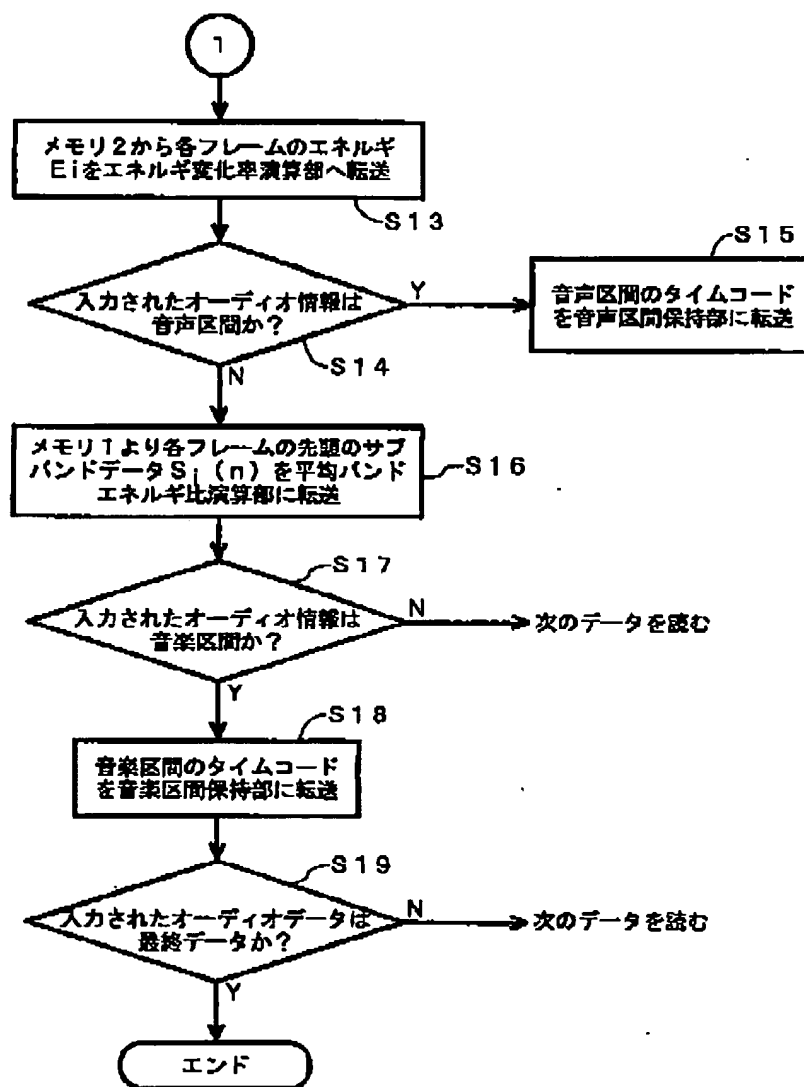 1
メモリ2から各フレームのエネルギ
Eiをエネルギ変化率演算部へ転送
S13
入力されたオーディオ情報は
音声区間か？
Y
S14
N
S15
音声区間のタイムコード
を音声区間保持部に転送
メモリ1より各フレームの先頭のサブ
バンドデータSi(n)を平均バンド
エネルギ比演算部に転送
S16
S17
入力されたオーディオ情報は
音楽区間か？
N
次のデータを読む
Y
S18
音楽区間のタイムコード
を音楽区間保持部に転送
S19
入力されたオーディオデータは
最終データか？
N
次のデータを読む
Y
エンド